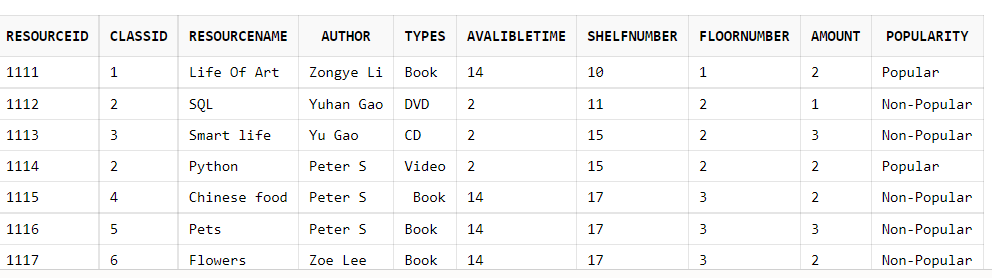 RESOURCEID CLASSID RESOURCENAME AUTHOR TYPES AVALIBLETIME SHELFNUMBER FLOORNUMBER AMOUNT POPULARITY
1111 1 Life Of Art Zongye Li Book 14 10 1 2 Popular
1112 2 SQL Yuhan Gao DVD 2 11 2 1 Non-Popular
1113 3 Smart life Yu Gao CD 2 15 2 3 Non-Popular
1114 2 Python Peter S Video 2 15 2 2 Popular
1115 4 Chinese food Peter S Book 14 17 3 2 Non-Popular
1116 5 Pets Peter S Book 14 17 3 3 Non-Popular
1117 6 Flowers Zoe Lee Book 14 17 3 2 Non-Popular